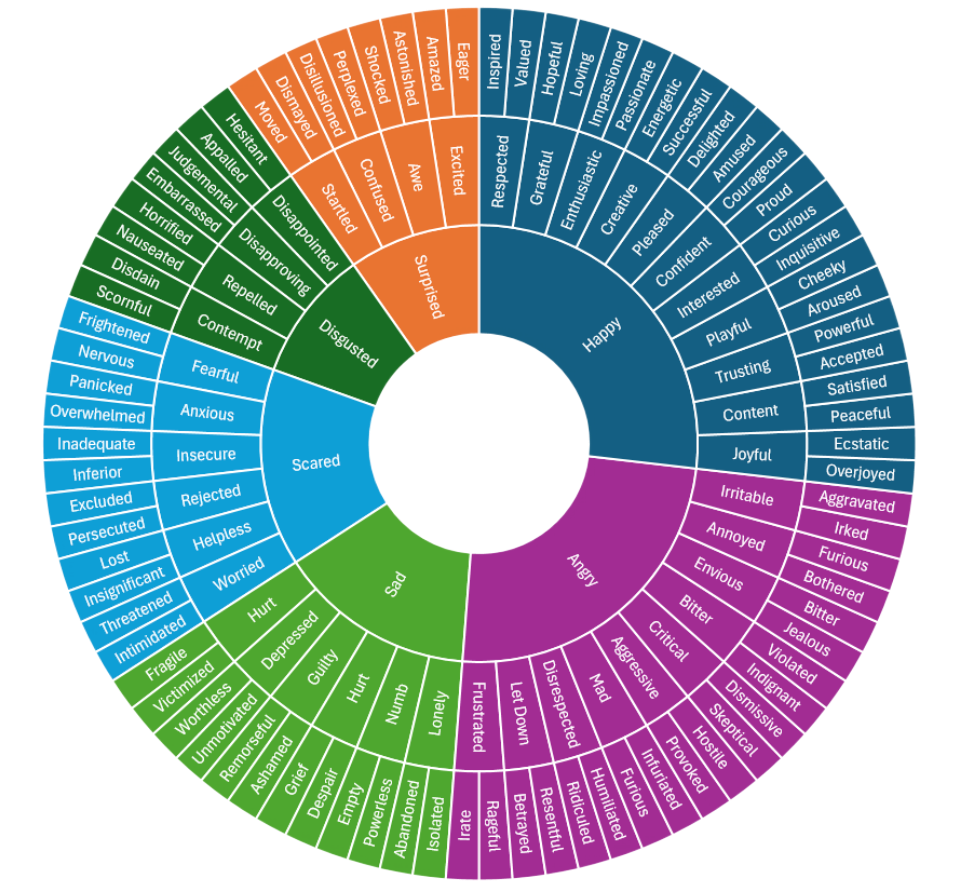 Happy
Angry
Sad
Scared
Disgusted
Surprised
Respected
Grateful
Enthusiastic
Creative
Pleased
Confident
Interested
Playful
Trusting
Content
Joyful
Irritable
Annoyed
Envious
Bitter
Critical
Aggressive
Mad
Disrespected
Let Down
Frustrated
Lonely
Numb
Hurt
Guilty
Depressed
Hurt
Worried
Helpless
Rejected
Insecure
Anxious
Fearful
Contempt
Repelled
Disapproving
Disappointed
Startled
Confused
Awe
Excited
Inspired
Valued
Hopeful
Loving
Impassioned
Passionate
Energetic
Successful
Delighted
Amused
Courageous
Proud
Curious
Inquisitive
Cheeky
Aroused
Powerful
Accepted
Satisfied
Peaceful
Ecstatic
Overjoyed
Aggravated
Irked
Furious
Bothered
Bitter
Jealous
Violated
Indignant
Dismissive
Skeptical
Hostile
Provoked
Infuriated
Furious
Humiliated
Ridiculed
Resentful
Betrayed
Rageful
Irate
Isolated
Abandoned
Powerless
Empty
Despair
Grief
Ashamed
Remorseful
Unmotivated
Worthless
Victimized
Fragile
Intimidated
Threatened
Insignificant
Lost
Persecuted
Excluded
Inferior
Inadequate
Overwhelmed
Panicked
Nervous
Frightened
Scornful
Disdain
Nauseated
Horrified
Embarrassed
Judgemental
Appalled
Hesitant
Moved
Dismayed
Disillusioned
Perplexed
Shocked
Astonished
Amazed
Eager